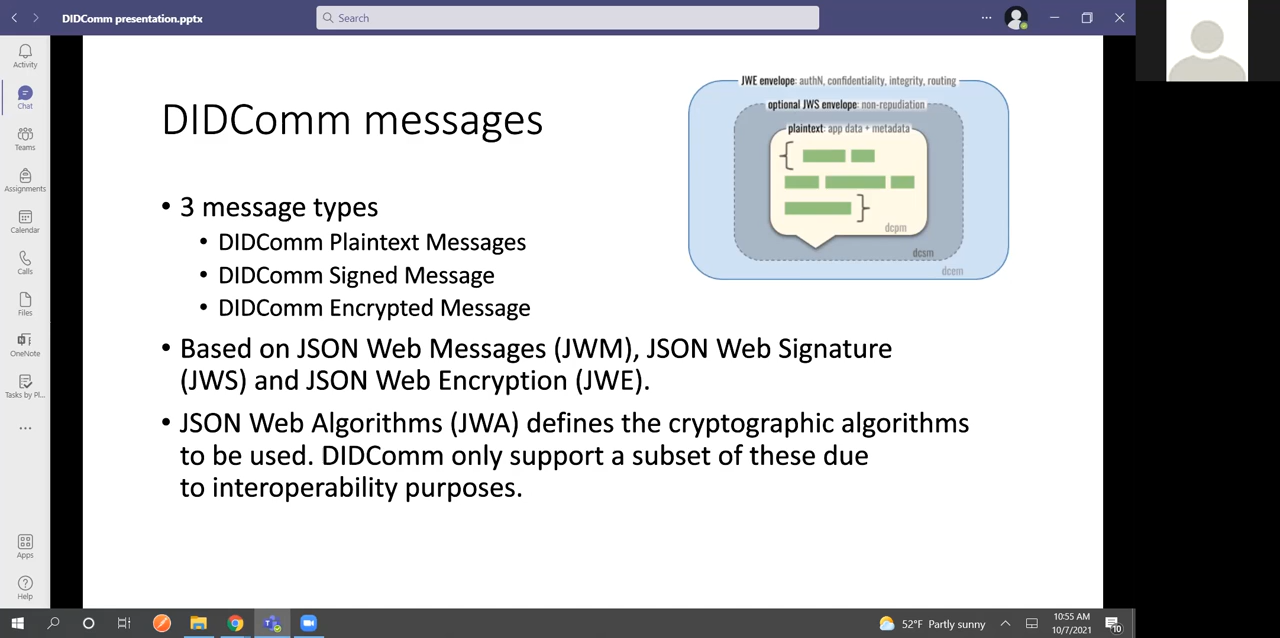 DIDComm presentation.pptx
Search
Activity
Chat
Teams
Assignments
Calendar
Calls
Files
OneNote
Tasks by Pl...
Apps
Help
DIDComm messages
JWE envelope: authN, confidentiality, integrity, routing
optional JWS envelope: non-repudiation
plaintext: app data + metadata
{
}
dcpm
dcsm
dcem
• 3 message types
• DIDComm Plaintext Messages
• DIDComm Signed Message
• DIDComm Encrypted Message
• Based on JSON Web Messages (JWM), JSON Web Signature
(JWS) and JSON Web Encryption (JWE).
• JSON Web Algorithms (JWA) defines the cryptographic algorithms
to be used. DIDComm only support a subset of these due
to interoperability purposes.
52°F Partly sunny
10:55 AM
10/7/2021
10